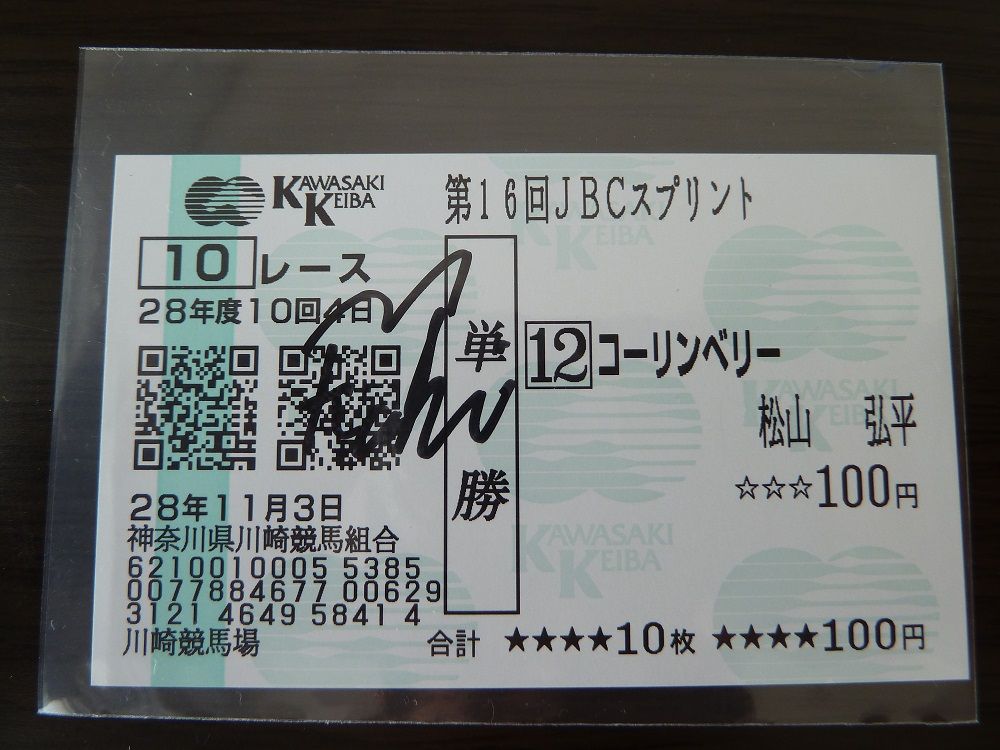 KAWASAKI KEIBA
第16回JBCスプリント
10レース
28年度10回4日
単勝
12 コーリンベリー
松山 弘平
☆☆☆100円
28年11月3日
神奈川県川崎競馬組合
6210010005 5385
0077884677 00629
3121 4649 5841 4
川崎競馬場
合計 ★★★★10枚 ★★★★100円